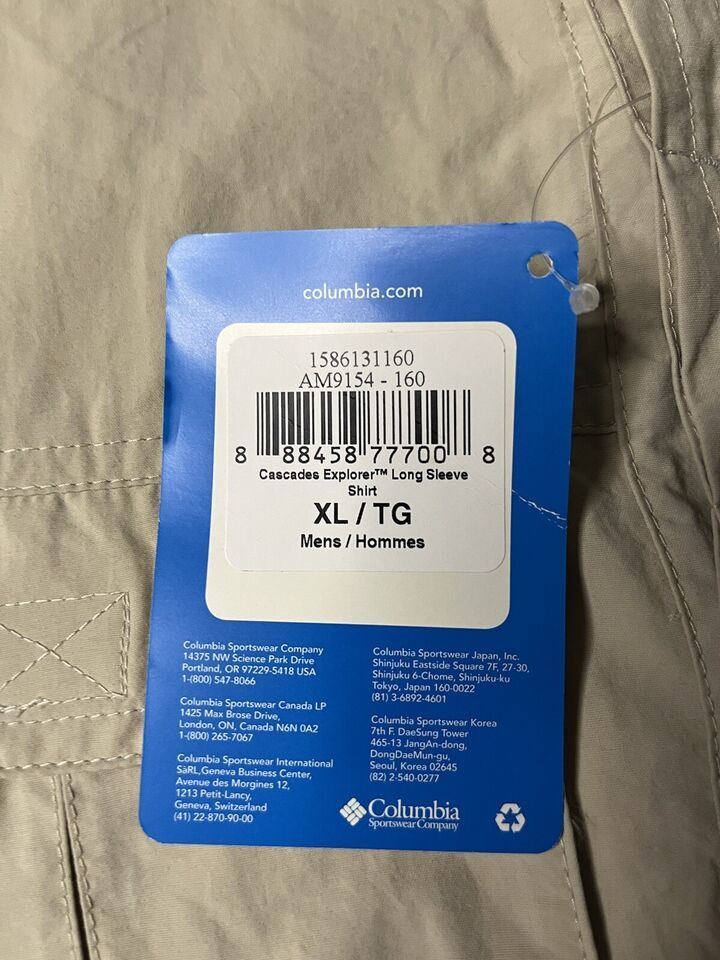 columbia.com
1586131160
AM9154 - 160
8 88458 77700 8
Cascades Explorer™ Long Sleeve
Shirt
XL / TG
Mens / Hommes
Columbia Sportswear Company
14375 NW Science Park Drive
Portland, OR 97229-5418 USA
1-(800) 547-8066
Columbia Sportswear Canada LP
1425 Max Brose Drive,
London, ON, Canada N6N 0A2
1-(800) 265-7067
Columbia Sportswear International
SàRL,Geneva Business Center,
Avenue des Morgines 12,
1213 Petit-Lancy,
Geneva, Switzerland
(41) 22-870-90-00
Columbia Sportswear Japan, Inc.
Shinjuku Eastside Square 7F, 27-30,
Shinjuku 6-Chome, Shinjuku-ku
Tokyo, Japan 160-0022
(81) 3-6892-4601
Columbia Sportswear Korea
7th F. DaeSung Tower
465-13 JangAn-dong,
DongDaeMun-gu,
Seoul, Korea 02645
(82) 2-540-0277
Columbia
Sportswear Company